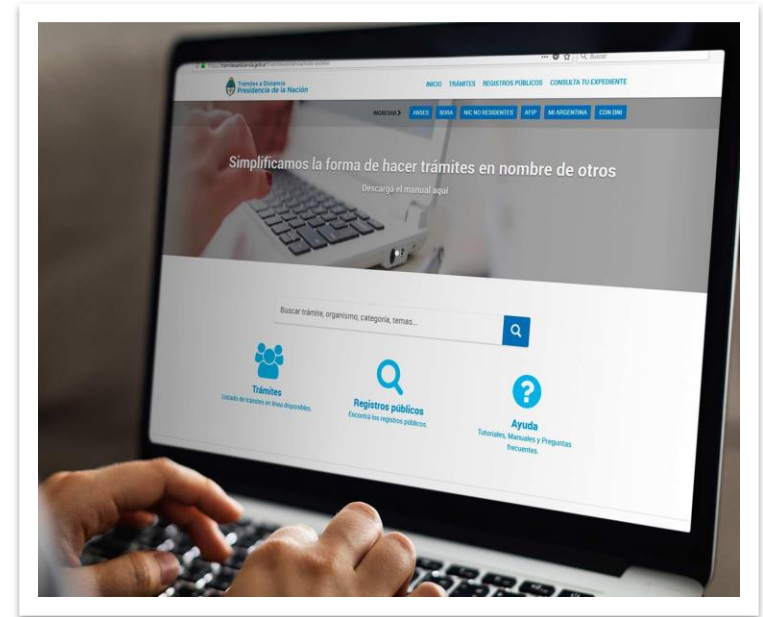 Buscar
Trámites a Distancia
Presidencia de la Nación
INICIO TRÁMITES REGISTROS PÚBLICOS CONSULTA TU EXPEDIENTE
INGRESAR ANSES BORA NIC NO RESIDENTES AFIP MI ARGENTINA CON DNI
Simplificamos la forma de hacer trámites en nombre de otros
Descargá el manual aquí
Buscar trámite, organismo, categoría, temas...
Trámites
Listado de trámites en línea disponibles.
Registros públicos
Encontrá los registros públicos.
Ayuda
Tutoriales, Manuales y Preguntas
frecuentes.